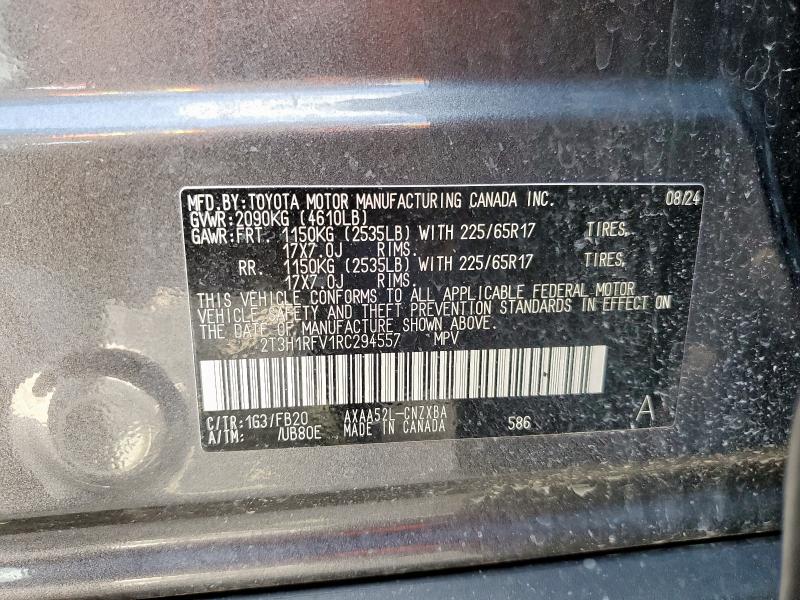 MFD.BY:TOYOTA MOTOR MANUFACTURING CANADA INC. 08/24
GVWR:2090KG (4610LB)
GAWR:FRT. 1150KG (2535LB) WITH 225/65R17 TIRES,
17X7.0J RIMS.
RR. 1150KG (2535LB) WITH 225/65R17 TIRES,
17X7.0J RIMS.
THIS VEHICLE CONFORMS TO ALL APPLICABLE FEDERAL MOTOR
VEHICLE SAFETY AND THEFT PREVENTION STANDARDS IN EFFECT ON
THE DATE OF MANUFACTURE SHOWN ABOVE.
2T3H1RFV1RC294557 MPV
C/TR:1G3/FB20 AXAA52L-CNZXBA
A/TM: /UB80E MADE IN CANADA 586 A